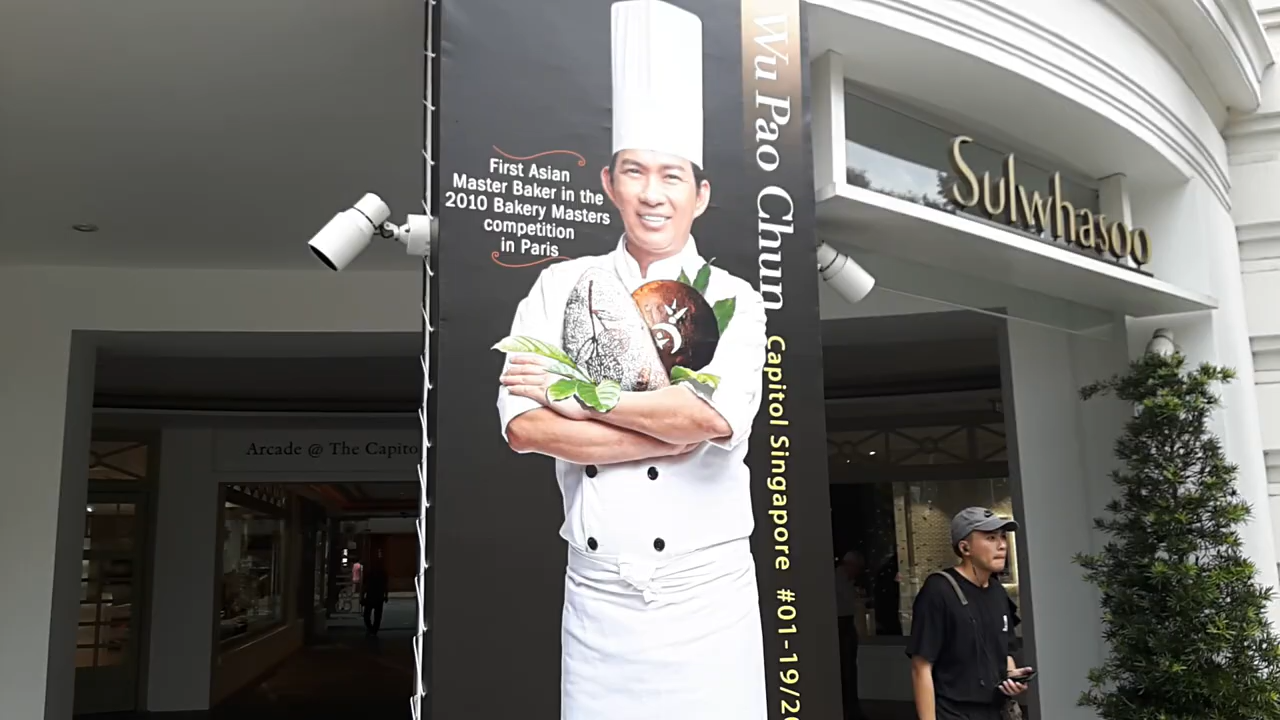 First Asian
Master Baker in the
2010 Bakery Masters
competition
in Paris
Wu Pao Chun Capitol Singapore #01-19/20
Sulwhasoo
Arcade @ The Capito